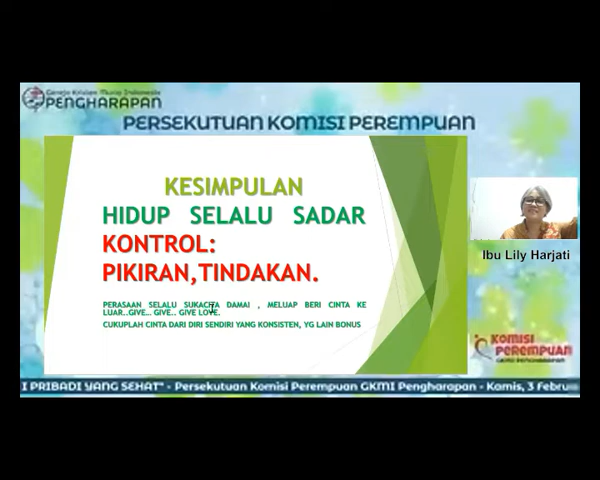 Gereja Kristen Muria Indonesia
PENGHARAPAN
PERSEKUTUAN KOMISI PEREMPUAN
KESIMPULAN
HIDUP SELALU SADAR
KONTROL:
PIKIRAN,TINDAKAN.
PERASAAN SELALU SUKACITA DAMAI , MELUAP BERI CINTA KE
LUAR..GIVE... GIVE.. GIVE LOVE.
CUKUPLAH CINTA DARI DIRI SENDIRI YANG KONSISTEN, YG LAIN BONUS
Ibu Lily Harjati
KOMISI
PEREMPUAN
GKMI PENGHARAPAN
I PRIBADI YANG SEHAT" - Persekutuan Komisi Perempuan GKMI Pengharapan - Kamis, 3 Febru